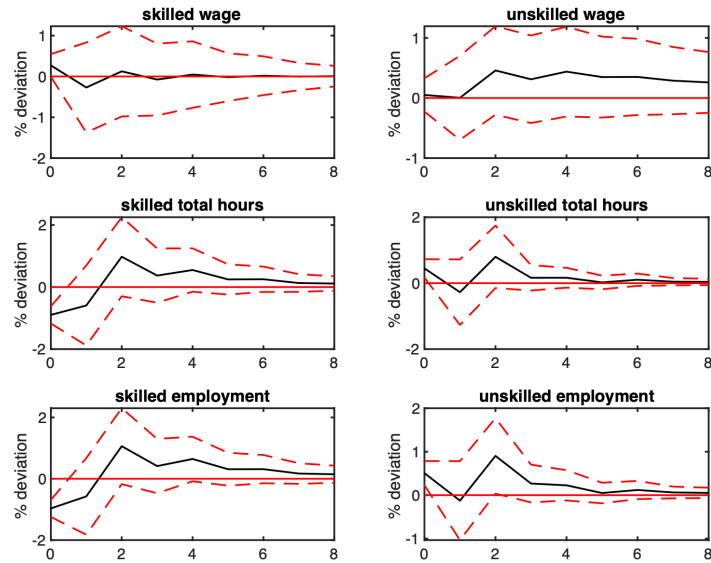 skilled wage
unskilled wage
% deviation
1
0
-1
-2
0 2 4 6 8
% deviation
1
0
-1
0 2 4 6 8
skilled total hours
unskilled total hours
% deviation
2
0
-2
0 2 4 6 8
% deviation
2
0
-2
0 2 4 6 8
skilled employment
unskilled employment
% deviation
2
0
-2
0 2 4 6 8
% deviation
2
1
0
-1
0 2 4 6 8